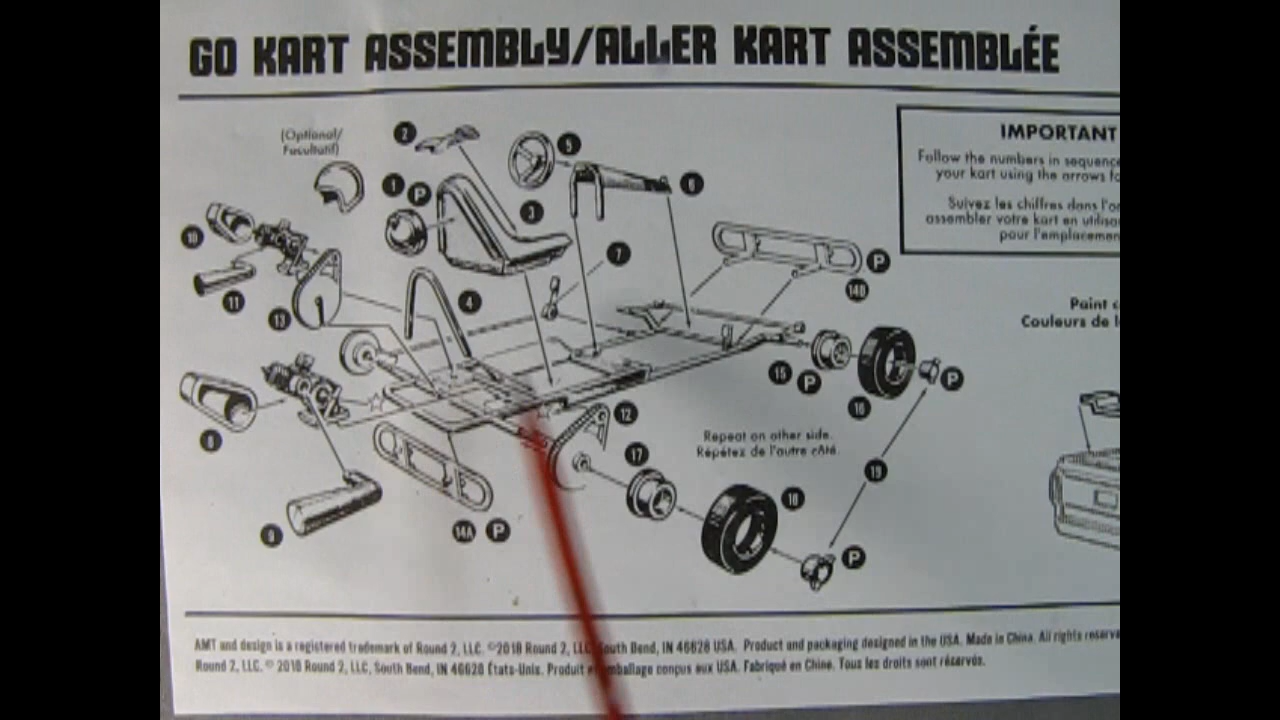 GO KART ASSEMBLY/ALLER KART ASSEMBLÉE
(Optional/
Facultatif)
IMPORTANT
Follow the numbers in sequence
your kart using the arrows
Suivez les chiffres dans
assembler votre kart en
pour
2
5
1
P
3
6
10
7
11
P
14B
13
4
Paint
Couleurs de
15
P
P
16
8
12
Repeat on other side.
Répétez de l'autre côté.
17
19
18
9
14A
P
P
AMT and design is a registered trademark of Round 2, LLC. ©2018 Round 2, LLC, South Bend, IN 46628 USA. Product and packaging designed in the USA. Made in China. All rights
Round 2, LLC. © 2018 Round 2, LLC, South Bend, IN 46628 États-Unis. Produit et emballage conçus aux USA. Fabriqué en Chine. Tous les droits sont réservés.